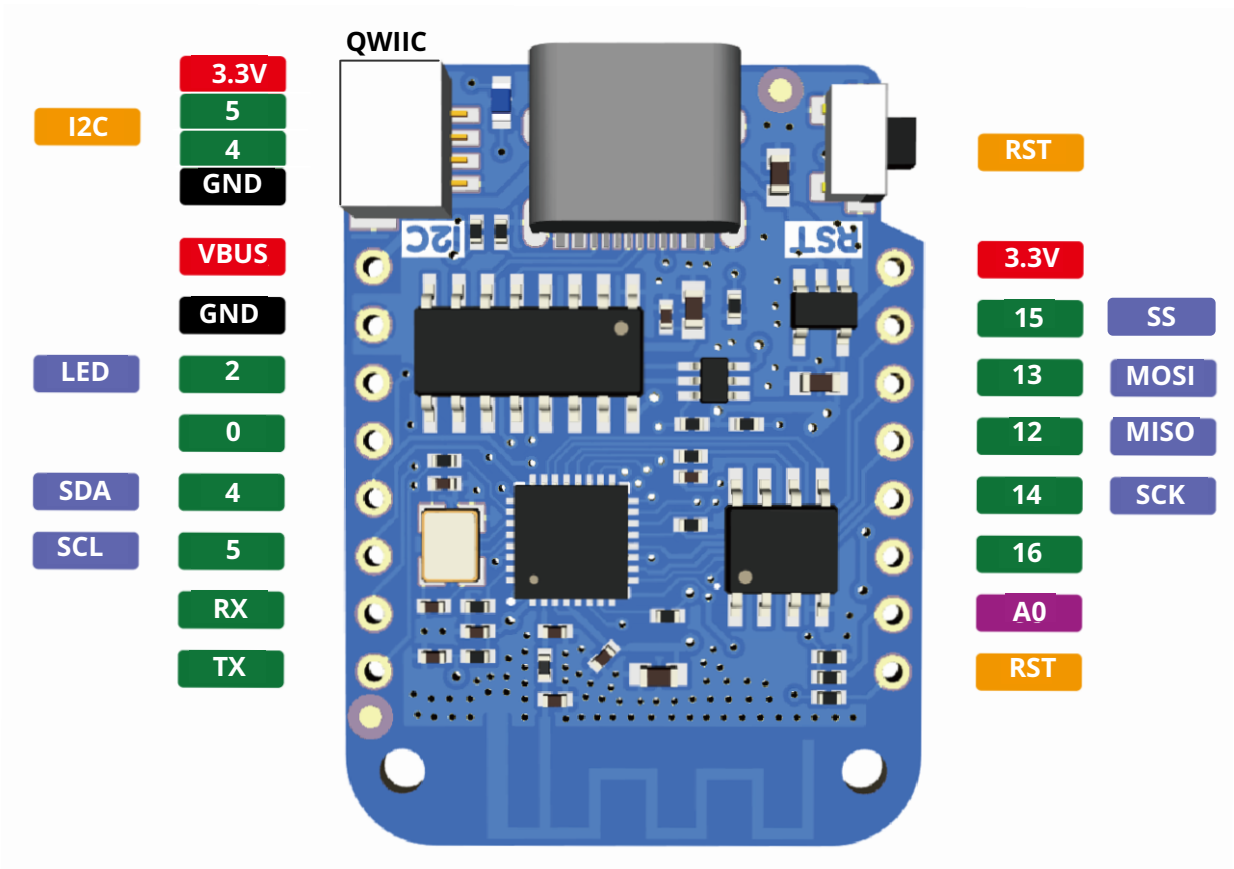 QWIIC
3.3V
5
I2C
4
GND
RST
I2C
RST
VBUS
3.3V
GND
15 SS
LED 2
13 MOSI
0
12 MISO
SDA 4
14 SCK
SCL 5
16
RX
A0
TX
RST